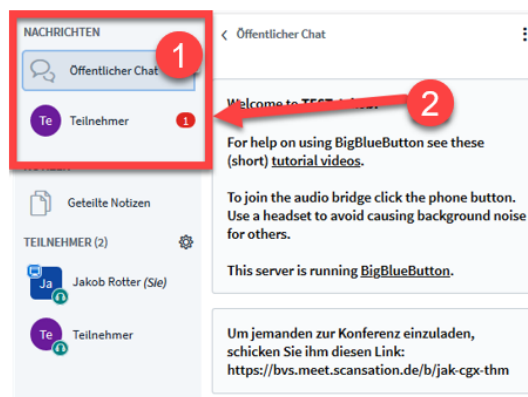 NACHRICHTEN
1
Öffentlicher Chat
Te Teilnehmer 1
Geteilte Notizen
TEILNEHMER (2)
Ja Jakob Rotter (Sie)
Te Teilnehmer
Öffentlicher Chat
2
Welcome to
For help on using BigBlueButton see these
(short) tutorial videos.
To join the audio bridge click the phone button.
Use a headset to avoid causing background noise
for others.
This server is running BigBlueButton.
Um jemanden zur Konferenz einzuladen,
schicken Sie ihm diesen Link:
https://bvs.meet.scansation.de/b/jak-cgx-thm